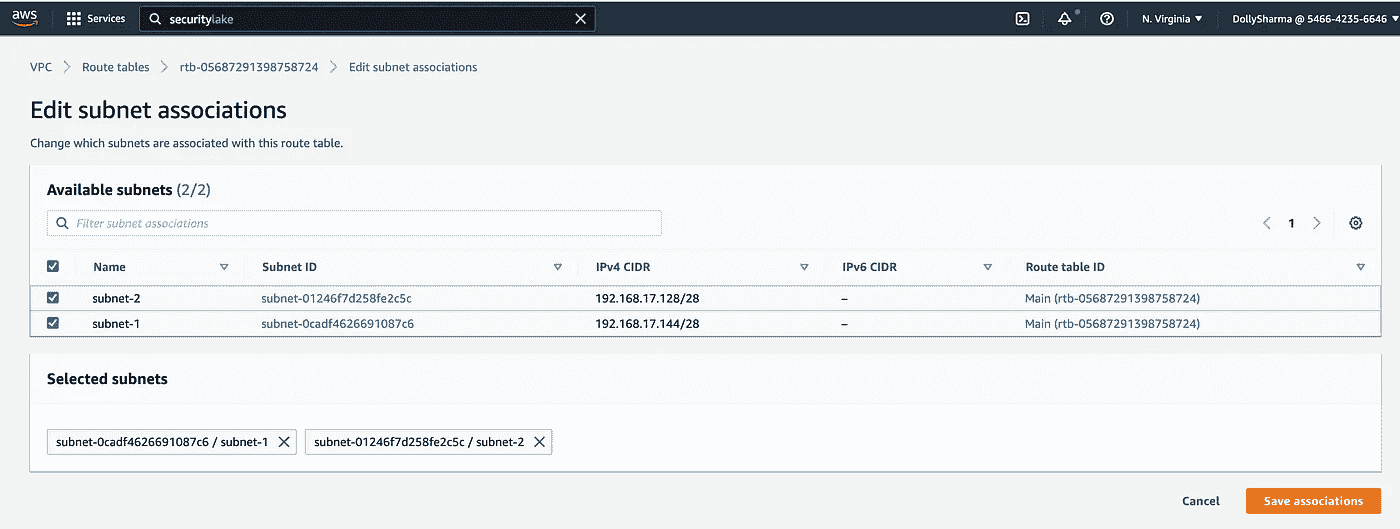 aws Services securitylake N. Virginia DollySharma @ 5466-4235-6646
VPC Route tables rtb-05687291398758724 Edit subnet associations
Edit subnet associations
Change which subnets are associated with this route table.
Available subnets (2/2)
Filter subnet associations 1
Name Subnet ID IPv4 CIDR IPv6 CIDR Route table ID
subnet-2 subnet-01246f7d258fe2c5c 192.168.17.128/28 – Main (rtb-05687291398758724)
subnet-1 subnet-0cadf4626691087c6 192.168.17.144/28 – Main (rtb-05687291398758724)
Selected subnets
subnet-0cadf4626691087c6 / subnet-1 subnet-01246f7d258fe2c5c / subnet-2
Cancel Save associations